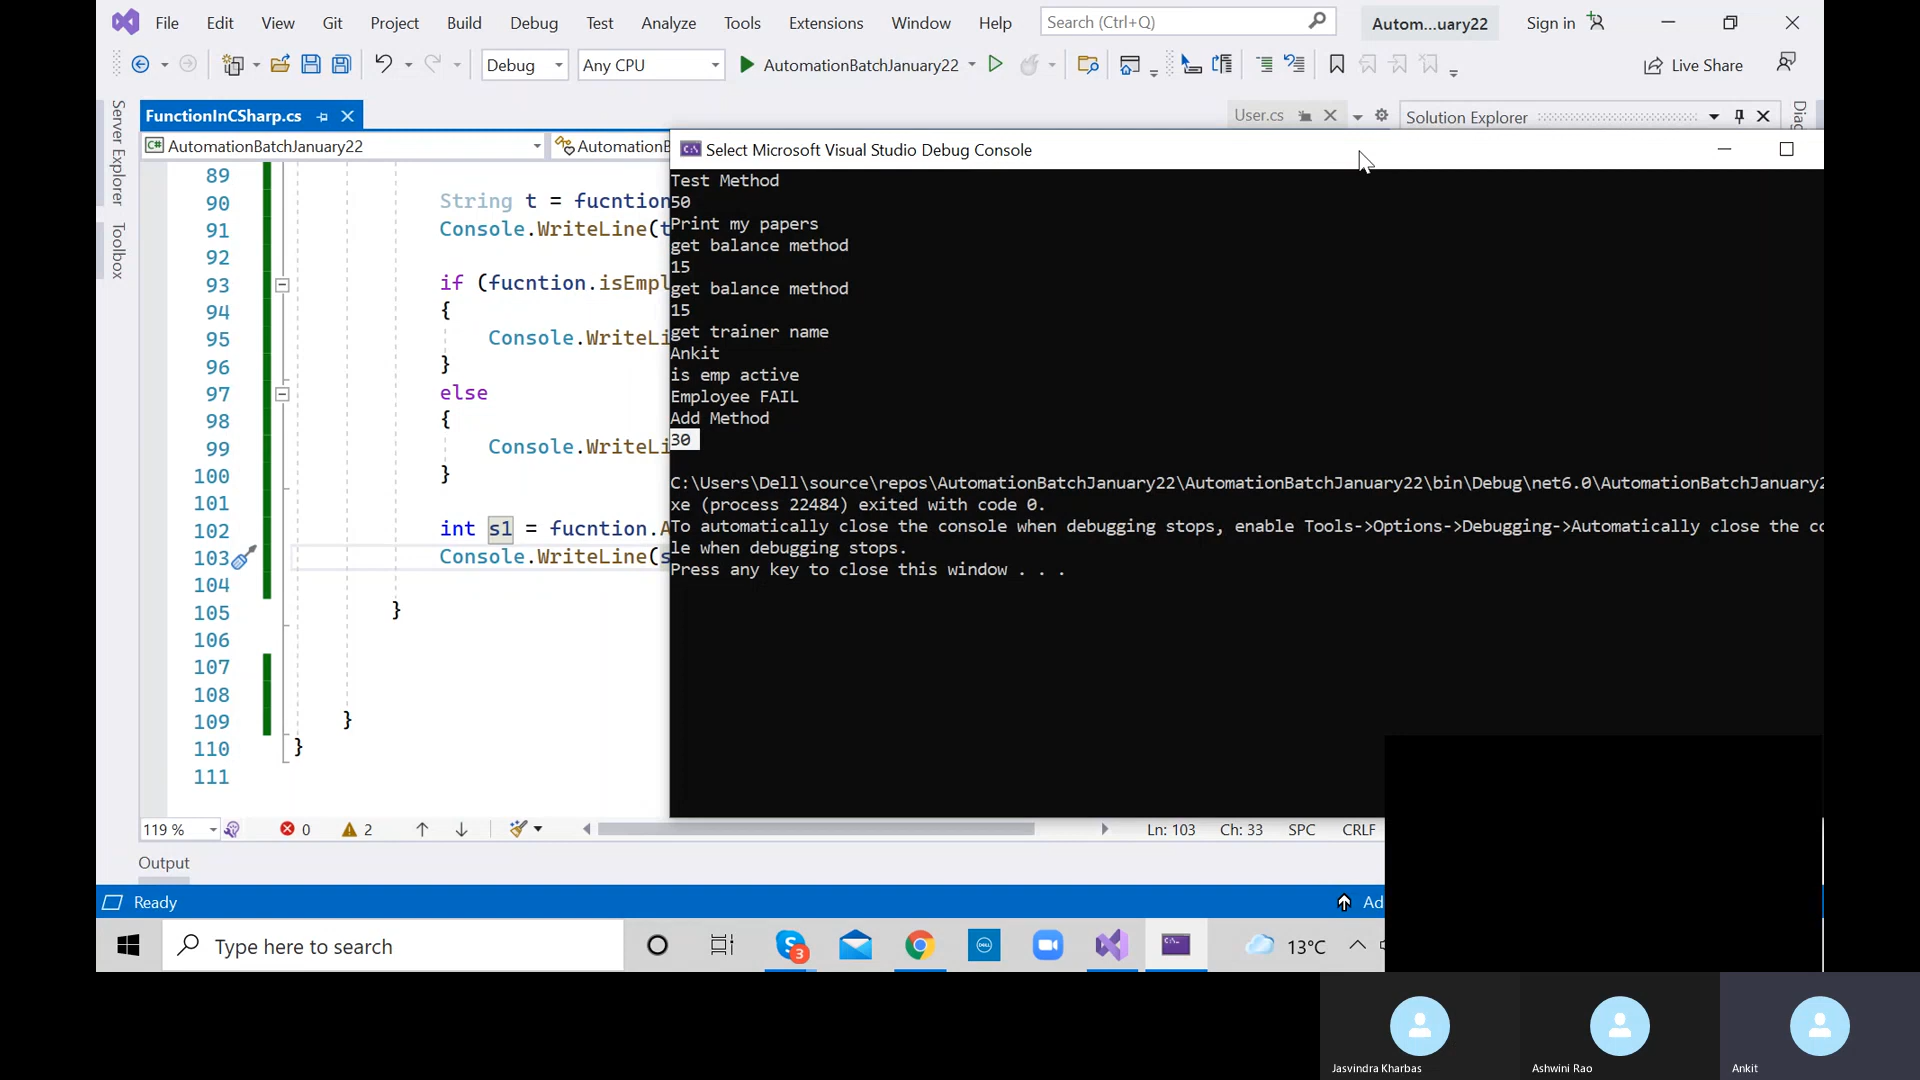 File Edit View Git Project Build Debug Test Analyze Tools Extensions Window Help Search (Ctrl+Q) Autom...uary22 Sign in
Debug Any CPU AutomationBatchJanuary22 Live Share
FunctionInCSharp.cs User.cs Solution Explorer
AutomationBatchJanuary22 AutomationB
Server Explorer
Toolbox
Diag
89
90 String t = fucntion
91 Console.WriteLine(t
92
93 if (fucntion.isEmpl
94 {
95 Console.WriteLi
96 }
97 else
98 {
99 Console.WriteLi
100 }
101
102 int s1 = fucntion.A
103 Console.WriteLine(s
104
105 }
106
107
108
109 }
110 }
111
Select Microsoft Visual Studio Debug Console
Test Method
50
Print my papers
get balance method
15
get balance method
15
get trainer name
Ankit
is emp active
Employee FAIL
Add Method
30
C:\Users\Dell\source\repos\AutomationBatchJanuary22\AutomationBatchJanuary22\bin\Debug\net6.0\AutomationBatchJanuary2
xe (process 22484) exited with code 0.
To automatically close the console when debugging stops, enable Tools->Options->Debugging->Automatically close the co
le when debugging stops.
Press any key to close this window . . .
119 % 0 2 Ln: 103 Ch: 33 SPC CRLF
Output
Ready Ad
Type here to search 3 DELL 13°C
Jasvindra Kharbas Ashwini Rao Ankit